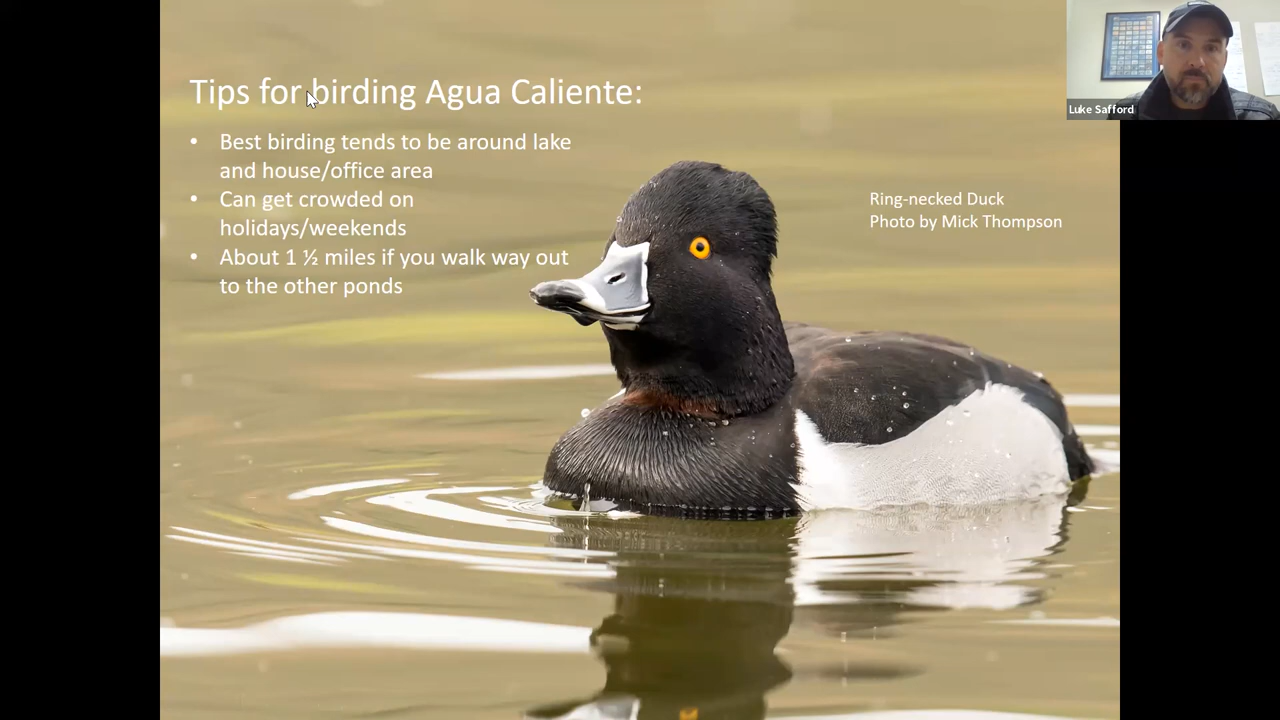 Tips for birding Agua Caliente:
• Best birding tends to be around lake
and house/office area
• Can get crowded on
holidays/weekends
• About 1 ½ miles if you walk way out
to the other ponds
Ring-necked Duck
Photo by Mick Thompson
Luke Safford